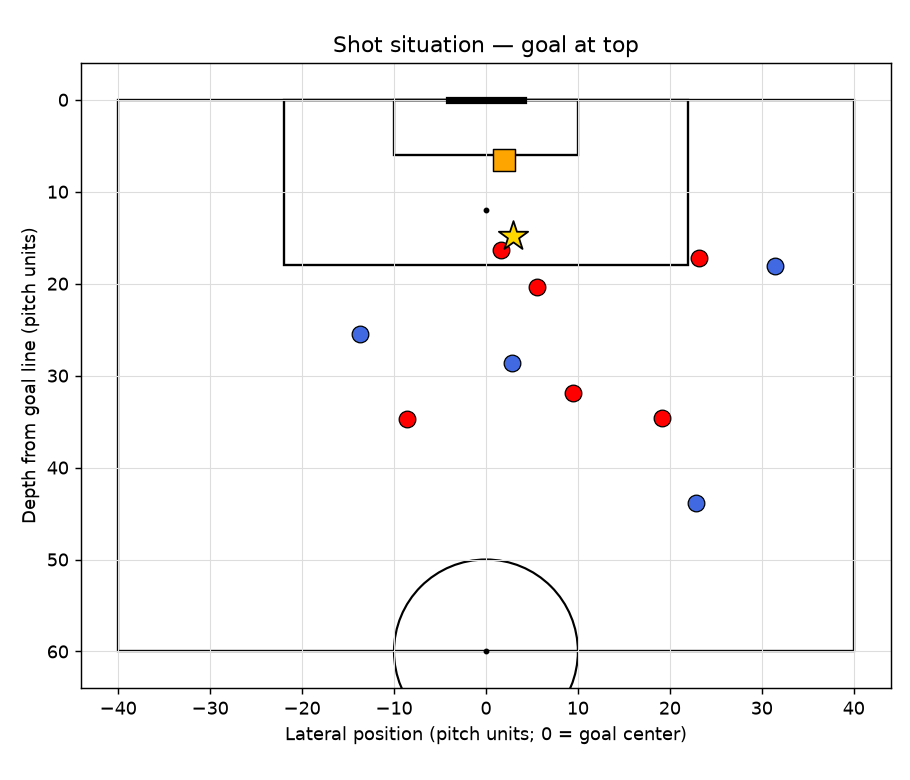 Shot situation — goal at top
Depth from goal line (pitch units)
0
10
20
30
40
50
60
−40 −30 −20 −10 0 10 20 30 40
Lateral position (pitch units; 0 = goal center)